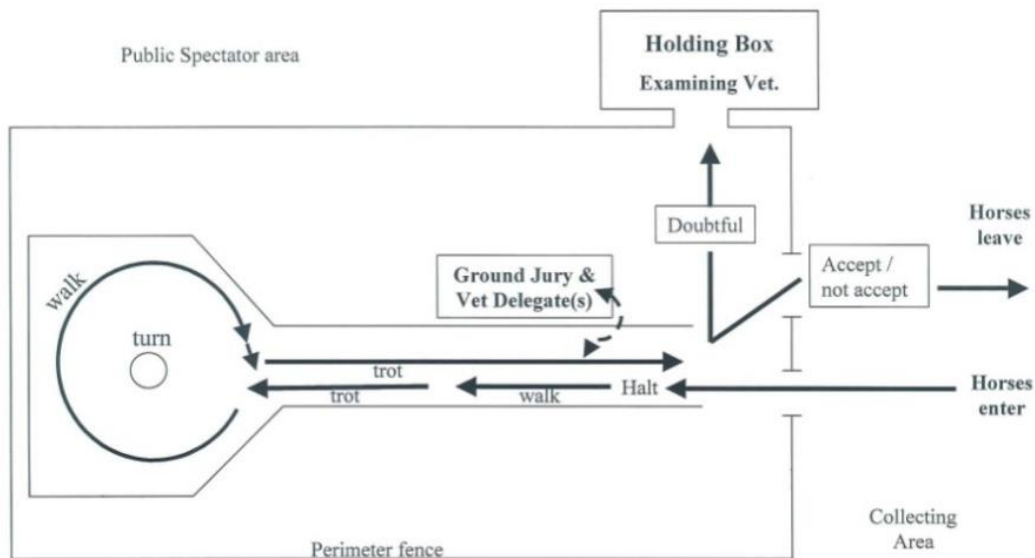 Public Spectator area
Holding Box
Examining Vet.
Doubtful
Horses
leave
Accept /
not accept
Ground Jury &
Vet Delegate(s)
walk
turn
trot
trot
walk
Halt
Horses
enter
Collecting
Area
Perimeter fence